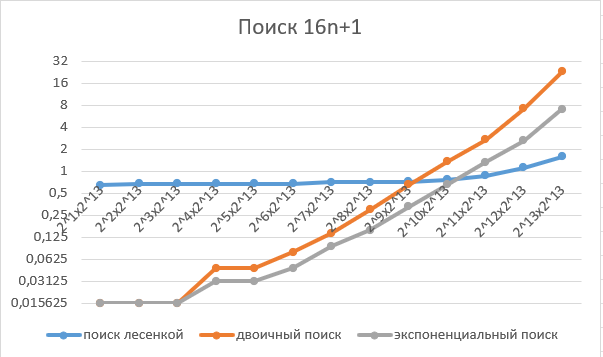 Поиск 16n+1
32
16
8
4
2
1
0,5
0,25
0,125
0,0625
0,03125
0,015625
2^1x2^13
2^2x2^13
2^3x2^13
2^4x2^13
2^5x2^13
2^6x2^13
2^7x2^13
2^8x2^13
2^9x2^13
2^10x2^13
2^11x2^13
2^12x2^13
2^13x2^13
поиск лесенкой двоичный поиск экспоненциальный поиск